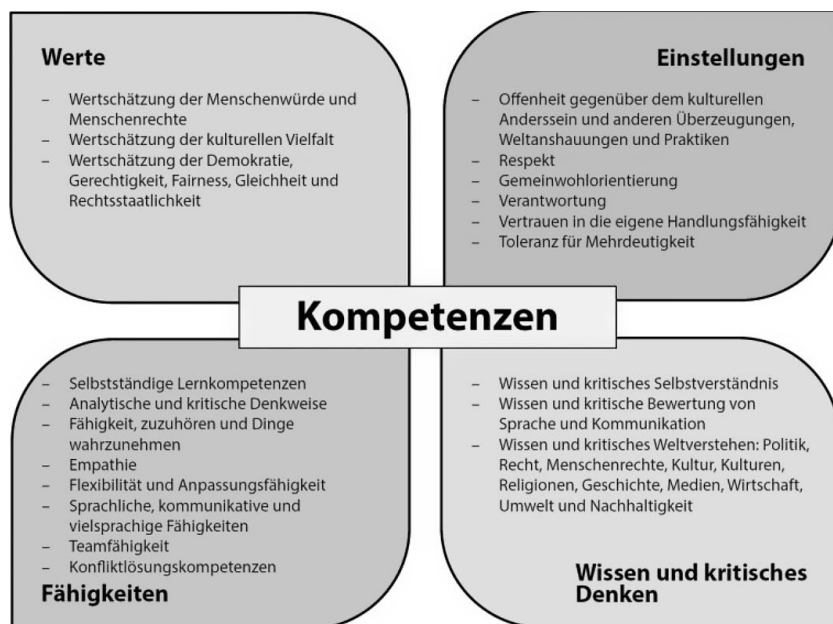 Werte
– Wertschätzung der Menschenwürde und
Menschenrechte
– Wertschätzung der kulturellen Vielfalt
– Wertschätzung der Demokratie,
Gerechtigkeit, Fairness, Gleichheit und
Rechtsstaatlichkeit
Einstellungen
– Offenheit gegenüber dem kulturellen
Anderssein und anderen Überzeugungen,
Weltanshauungen und Praktiken
– Respekt
– Gemeinwohlorientierung
– Verantwortung
– Vertrauen in die eigene Handlungsfähigkeit
– Toleranz für Mehrdeutigkeit
Kompetenzen
– Selbstständige Lernkompetenzen
– Analytische und kritische Denkweise
– Fähigkeit, zuzuhören und Dinge
wahrzunehmen
– Empathie
– Flexibilität und Anpassungsfähigkeit
– Sprachliche, kommunikative und
vielsprachige Fähigkeiten
– Teamfähigkeit
– Konfliktlösungskompetenzen
Fähigkeiten
– Wissen und kritisches Selbstverständnis
– Wissen und kritische Bewertung von
Sprache und Kommunikation
– Wissen und kritisches Weltverstehen: Politik,
Recht, Menschenrechte, Kultur, Kulturen,
Religionen, Geschichte, Medien, Wirtschaft,
Umwelt und Nachhaltigkeit
Wissen und kritisches
Denken